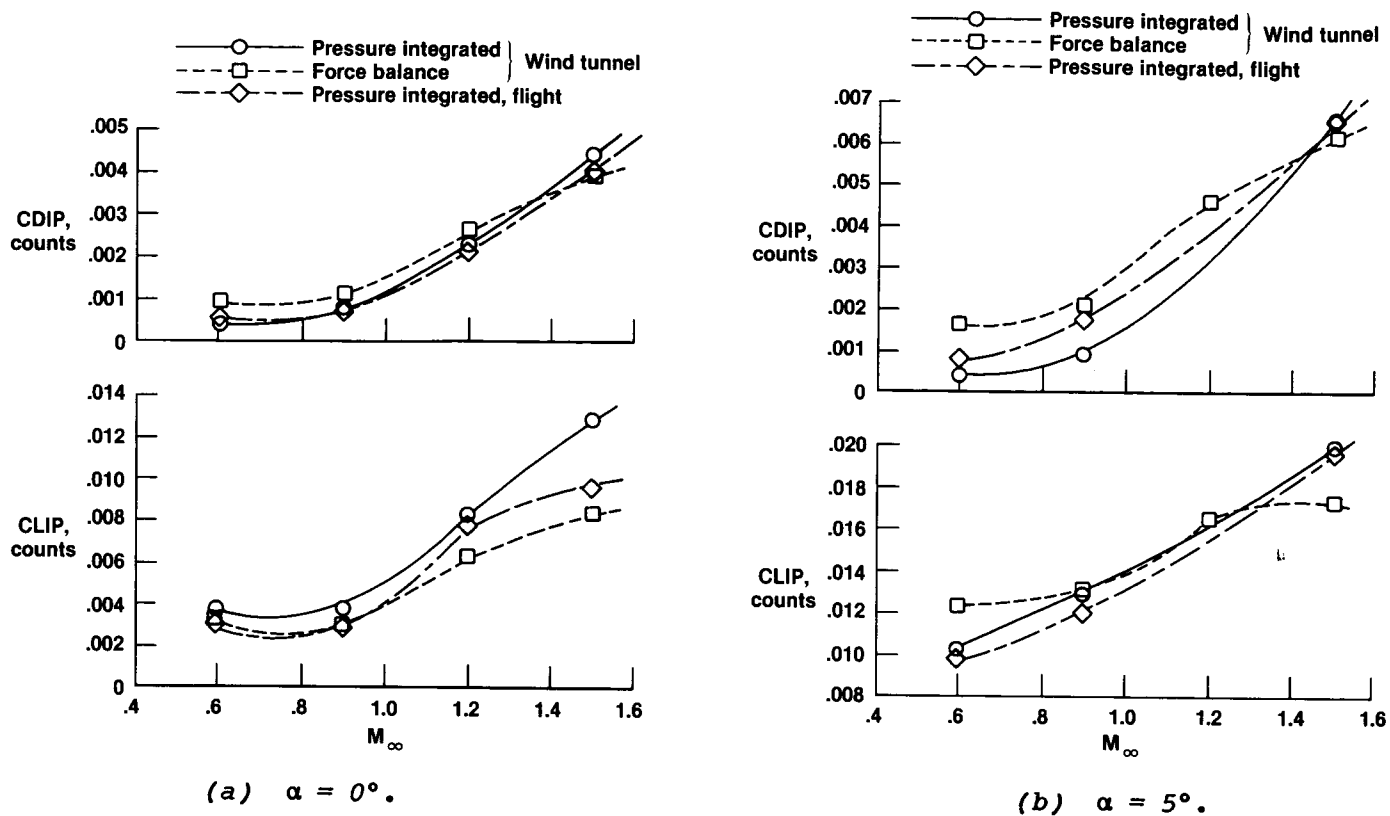 Pressure integrated
Force balance
Wind tunnel
Pressure integrated, flight
.005
.004
.003
.002
.001
0
CDIP,
counts
.014
.012
.010
.008
.006
.004
.002
0
CLIP,
counts
.4 .6 .8 1.0 1.2 1.4 1.6
M∞
(a) α = 0°.
Pressure integrated
Force balance
Wind tunnel
Pressure integrated, flight
.007
.006
.005
.004
.003
.002
.001
0
CDIP,
counts
.020
.018
.016
.014
.012
.010
.008
CLIP,
counts
.4 .6 .8 1.0 1.2 1.4 1.6
M∞
(b) α = 5°.